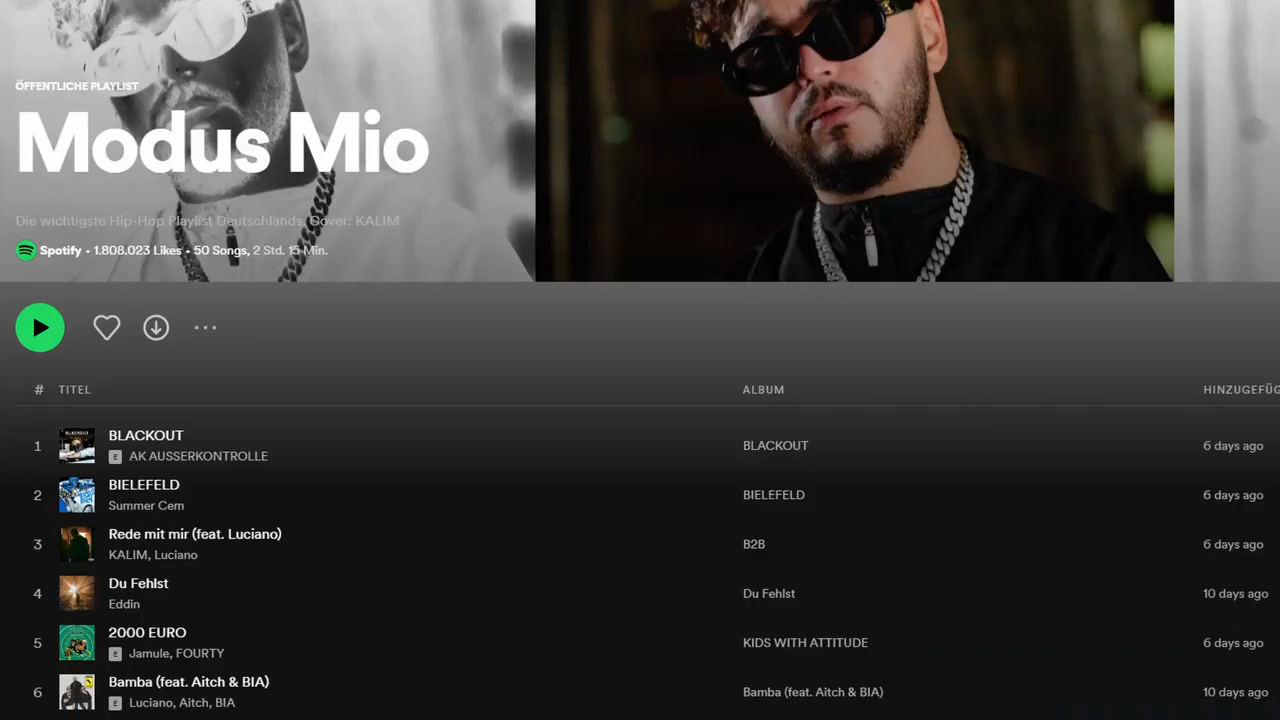 ÖFFENTLICHE PLAYLIST
Modus Mio
Die wichtigste Hip-Hop Playlist Deutschlands. Cover: KALIM
Spotify • 1.808.023 Likes • 50 Songs, 2 Std. 15 Min.
# TITEL ALBUM HINZUGEFÜG
1 BLACKOUT BLACKOUT 6 days ago
E AK AUSSERKONTROLLE
2 BIELEFELD BIELEFELD 6 days ago
Summer Cem
3 Rede mit mir (feat. Luciano) B2B 6 days ago
KALIM, Luciano
4 Du Fehlst Du Fehlst 10 days ago
Eddin
5 2000 EURO KIDS WITH ATTITUDE 6 days ago
E Jamule, FOURTY
6 Bamba (feat. Aitch & BIA) Bamba (feat. Aitch & BIA) 10 days ago
E Luciano, Aitch, BIA